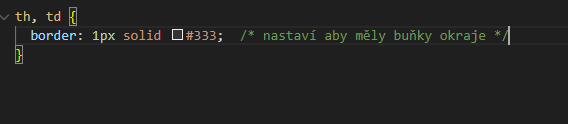 th, td {
border: 1px solid #333; /* nastaví aby měly buňky okraje */
}